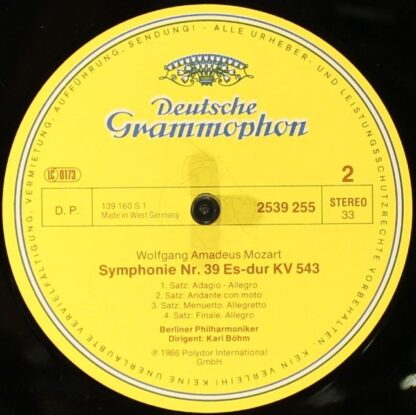 ALLE URHEBER- UND LEISTUNGSSCHUTZRECHTE VORBEHALTEN · KEIN VERLEIH! KEINE UNERLAUBTE VERVIELFÄLTIGUNG, VERMIETUNG, AUFFÜHRUNG, SENDUNG!
Deutsche
Grammophon
LC 0173
2
D. P.
139 160 S 1
Made in West Germany
2539 255
STEREO
33
Wolfgang Amadeus Mozart
Symphonie Nr. 39 Es-dur KV 543
1. Satz: Adagio - Allegro
2. Satz: Andante con moto
3. Satz: Menuetto. Allegretto
4. Satz: Finale. Allegro
Berliner Philharmoniker
Dirigent: Karl Böhm
℗ 1966 Polydor International
GmbH